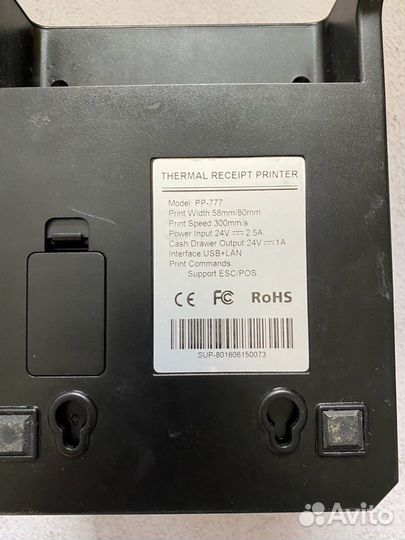 THERMAL RECEIPT PRINTER
Model: PP-777
Print Width 58mm/80mm
Print Speed 300mm/s
Power Input 24V ⎓ 2.5A
Cash Drawer Output 24V ⎓ 1A
Interface:USB+LAN
Print Commands:
Support ESC/POS.
CE FC RoHS
SUP-801606150073
Avito